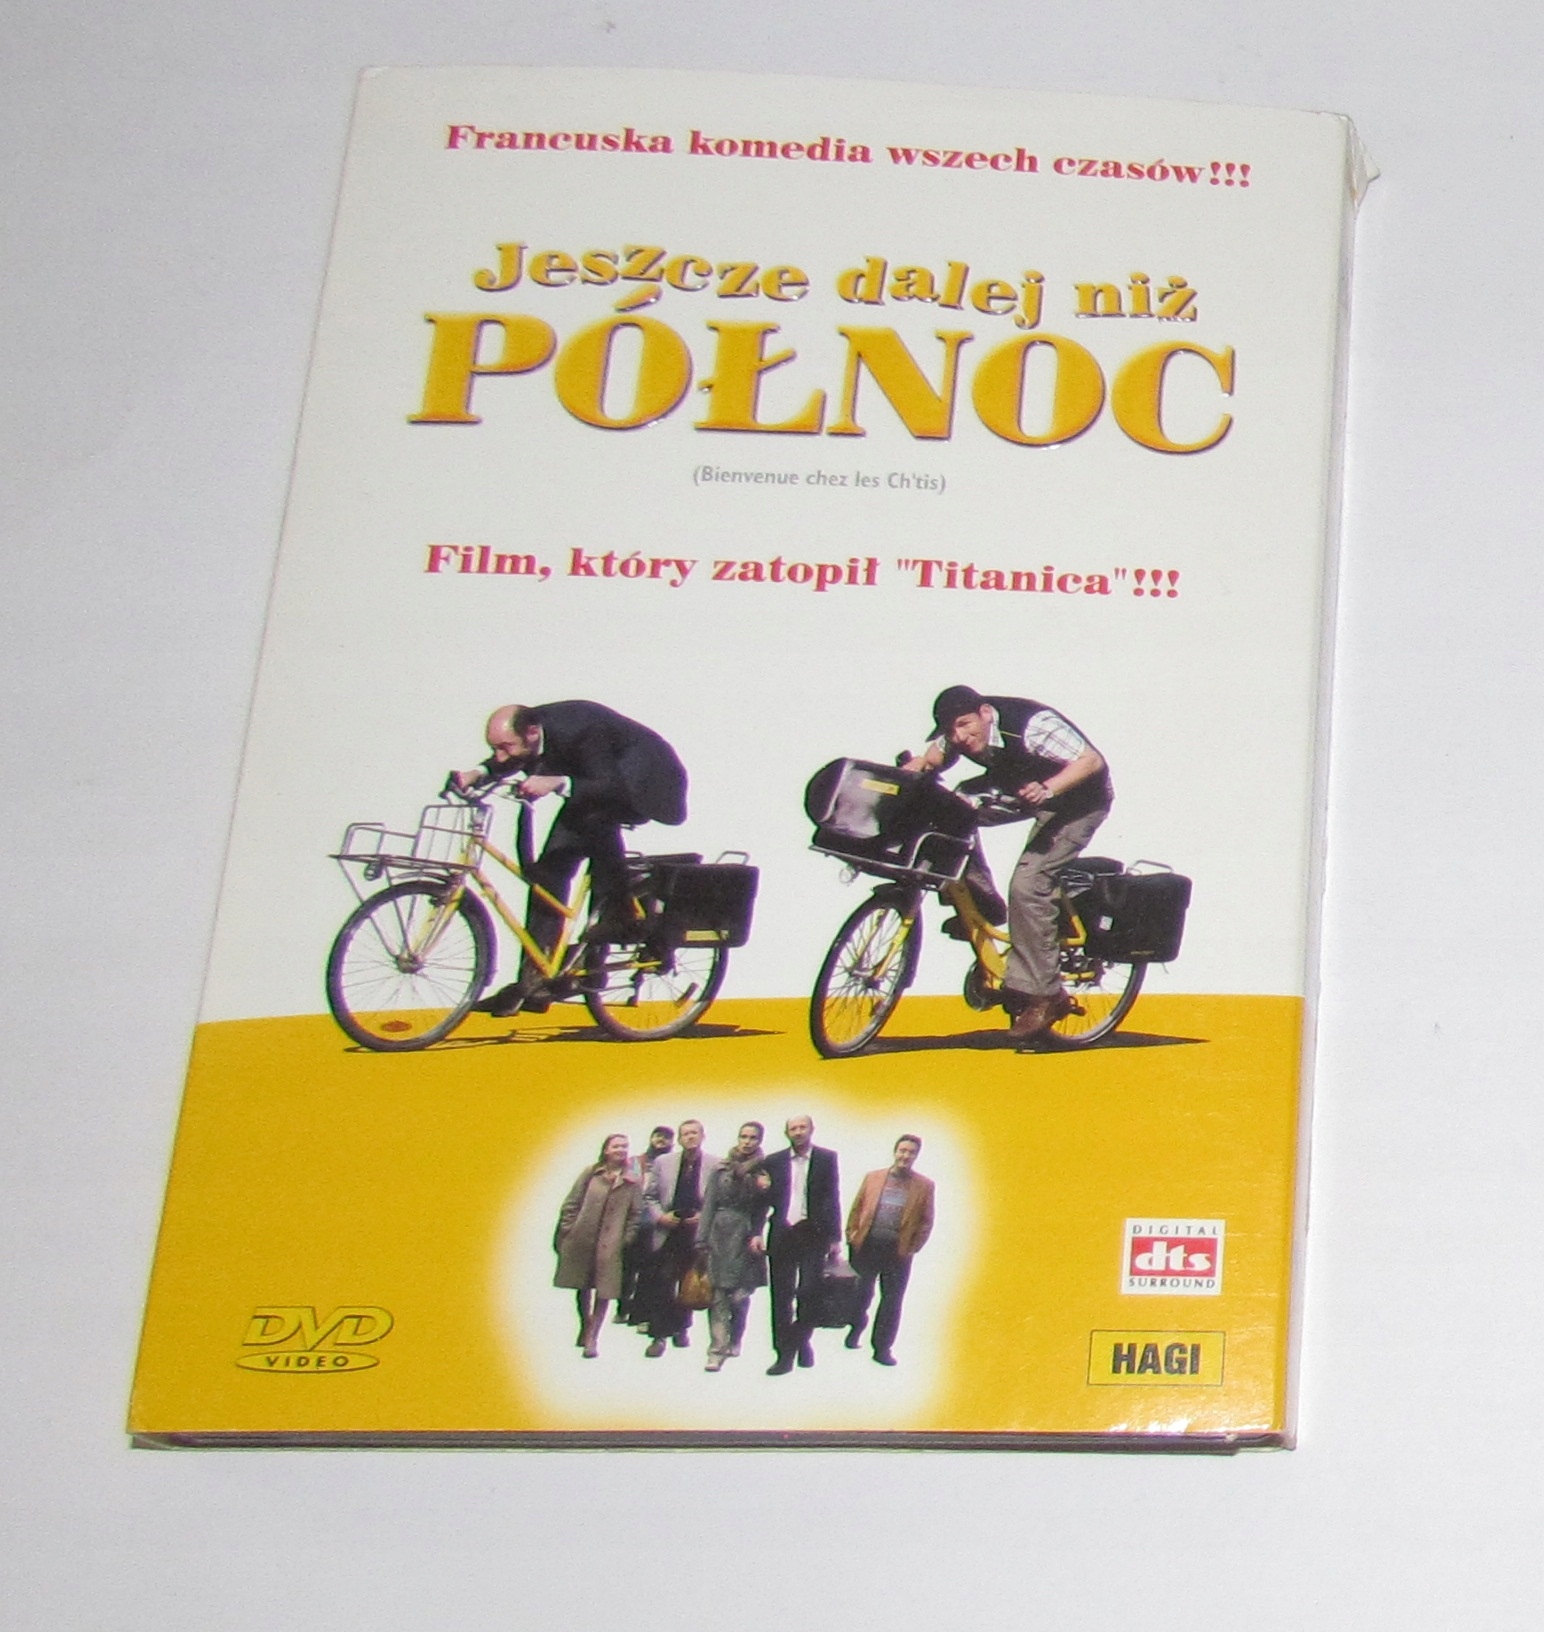 Francuska komedia wszech czasów!!!
Jeszcze dalej niż
PÓŁNOC
(Bienvenue chez les Ch'tis)
Film, który zatopił "Titanica"!!!
DIGITAL
dts
SURROUND
DVD
VIDEO
HAGI